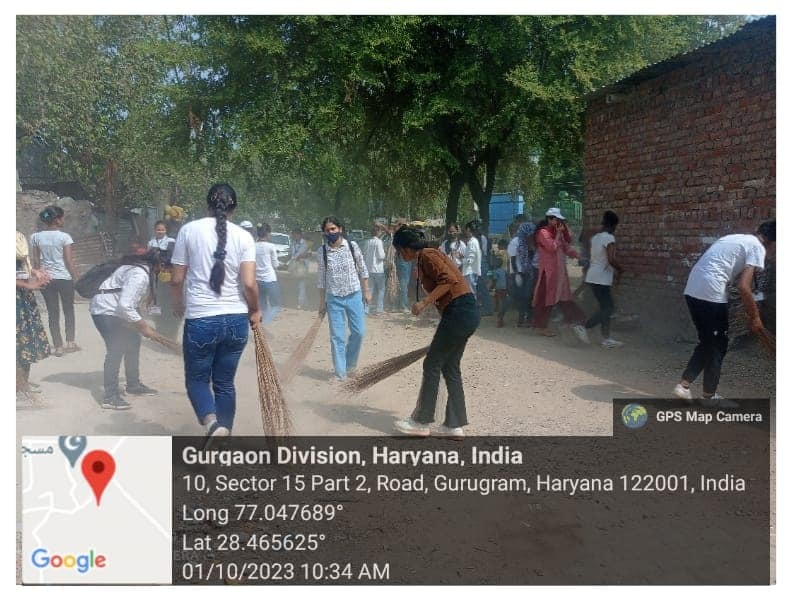 GPS Map Camera
مسجد
Google
Gurgaon Division, Haryana, India
10, Sector 15 Part 2, Road, Gurugram, Haryana 122001, India
Long 77.047689°
Lat 28.465625°
01/10/2023 10:34 AM